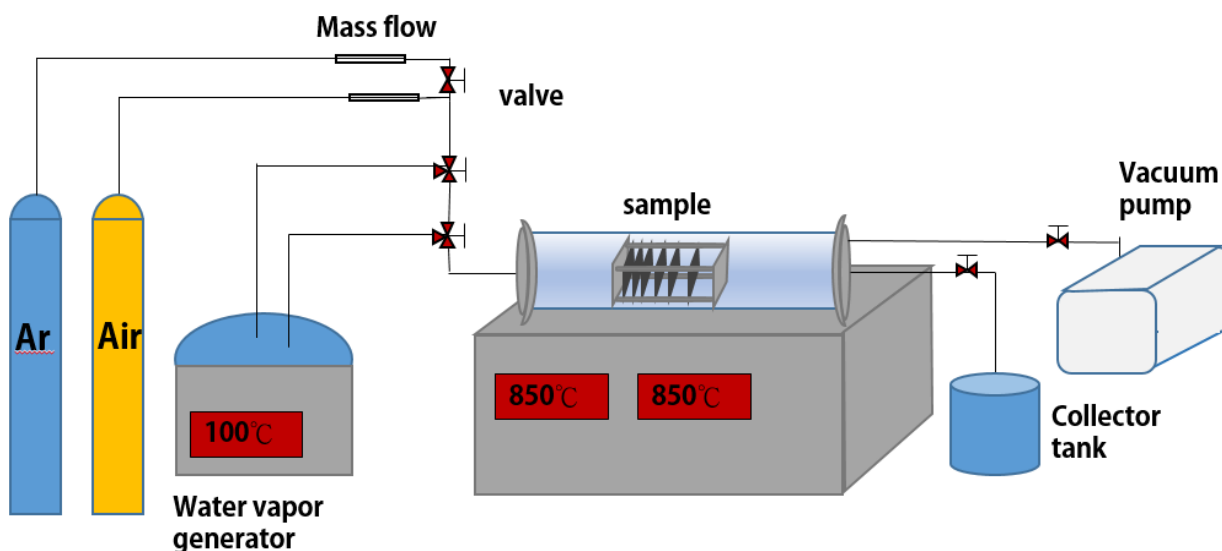 Mass flow
valve
sample
Vacuum
pump
Ar
Air
850℃
850℃
100℃
Collector
tank
Water vapor
generator